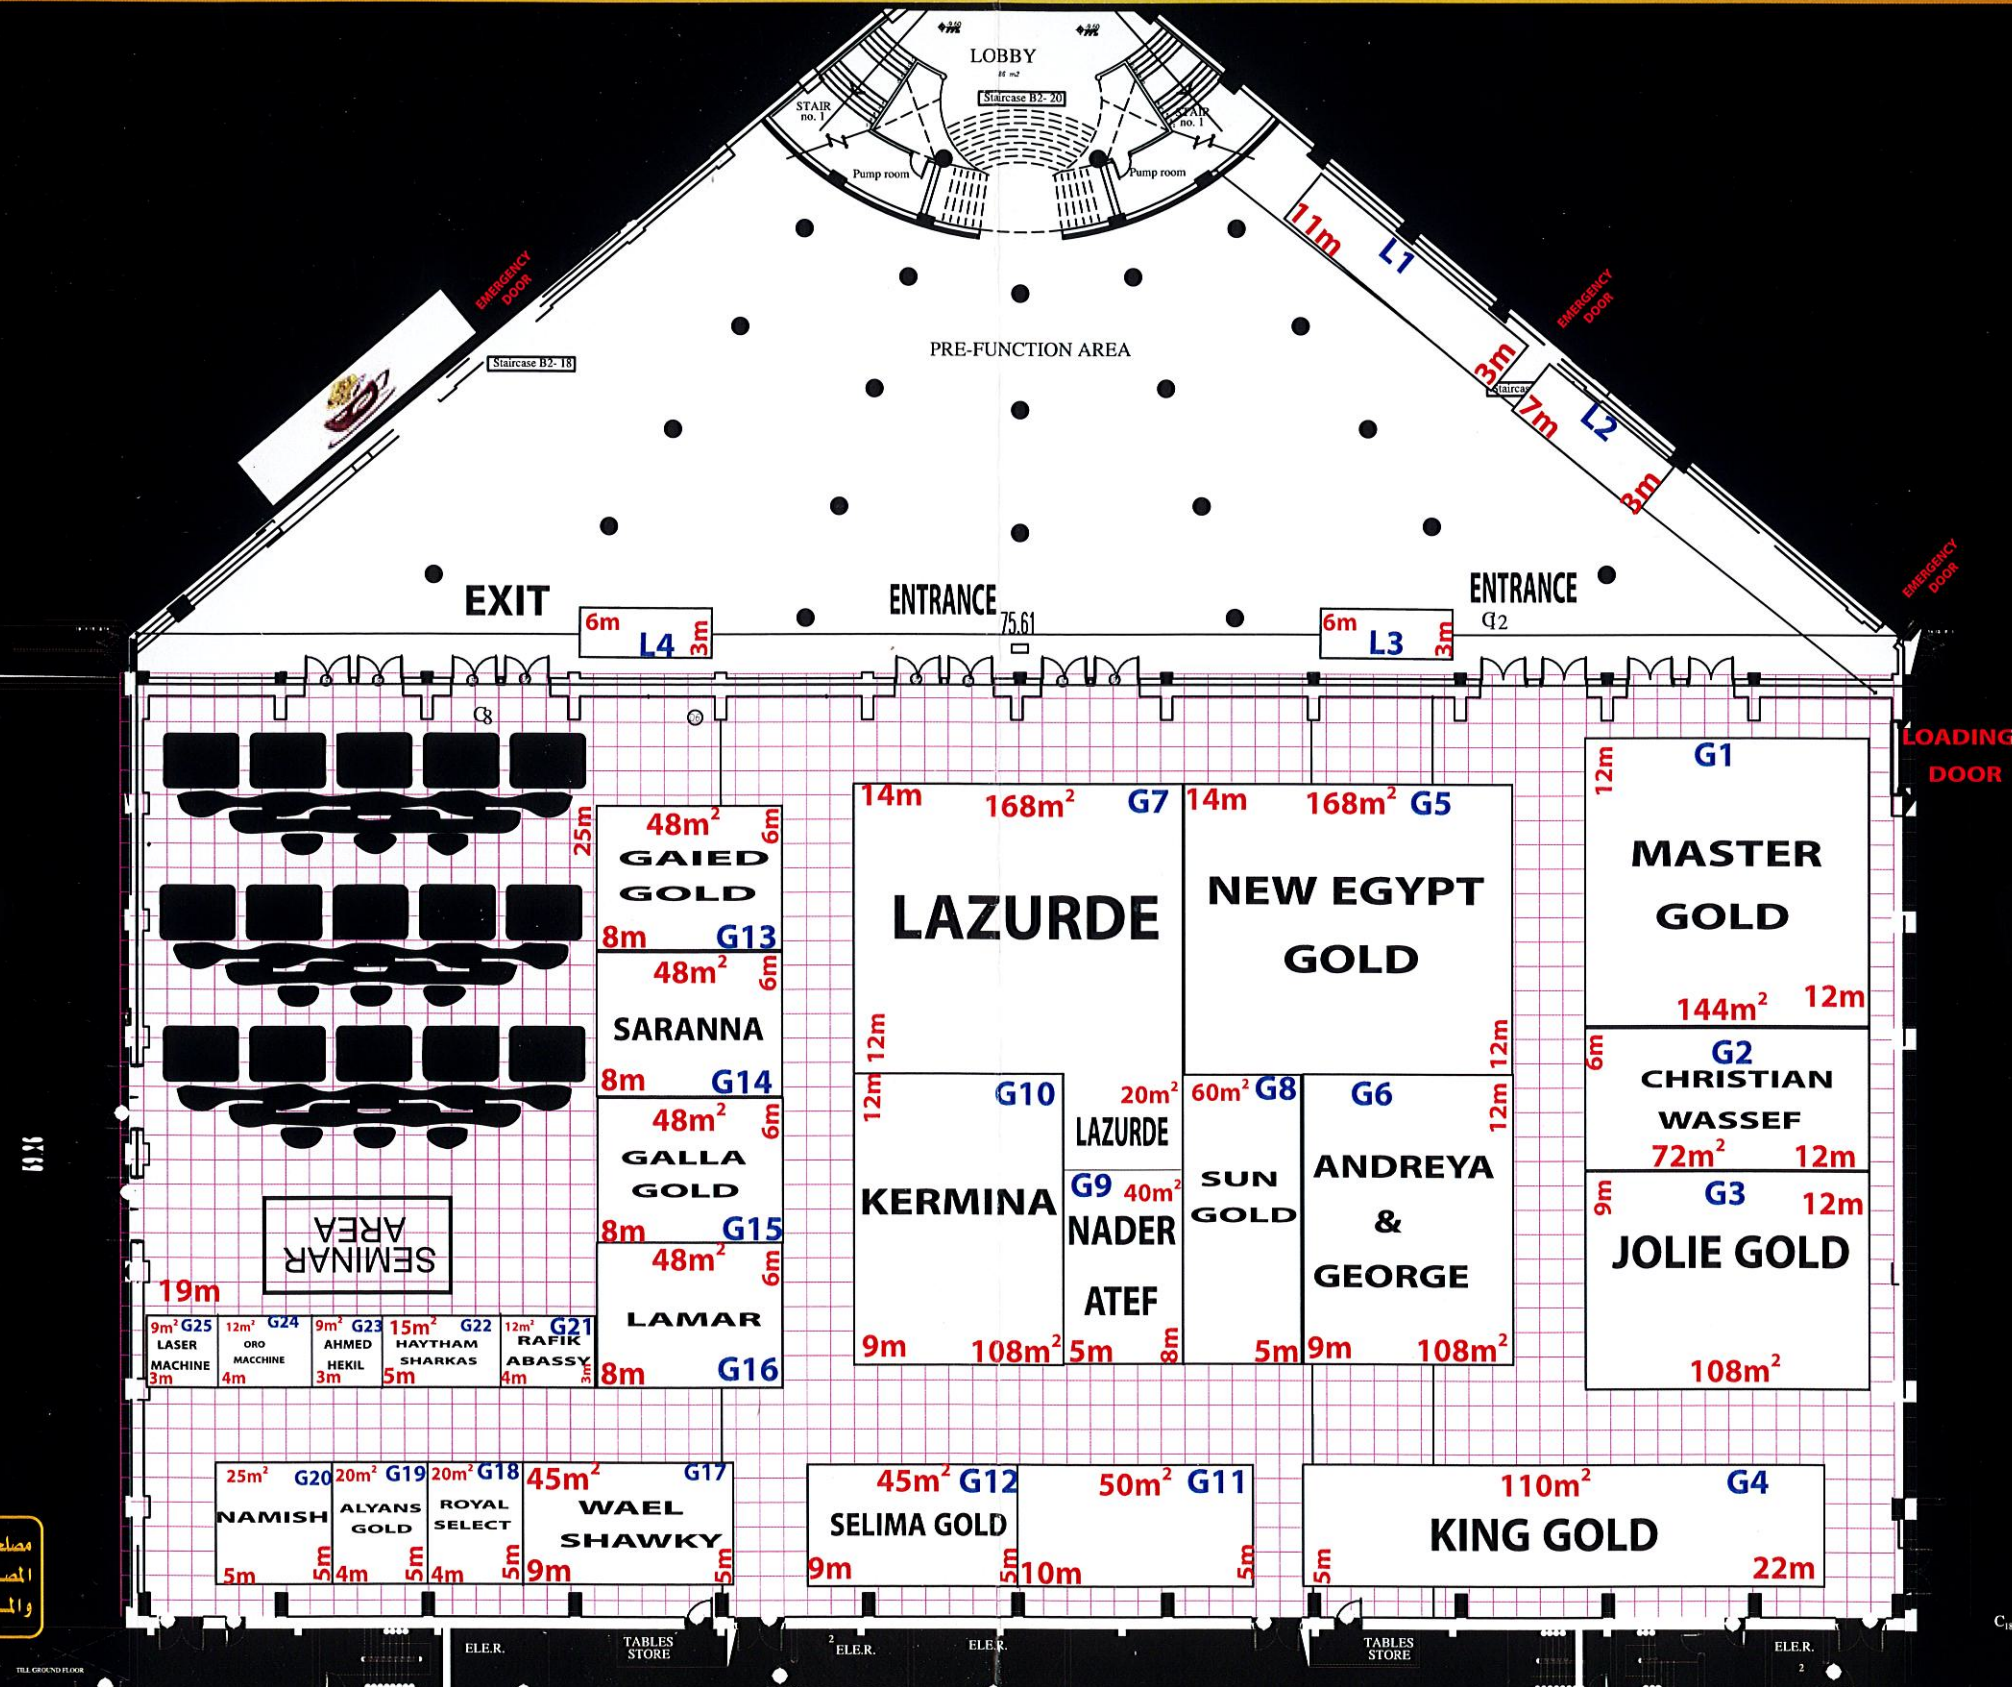 LOBBY
Staircase B2- 20
STAIR
no. 1
STAIR
no. 1
Pump room
Pump room
EMERGENCY
DOOR
Staircase B2- 18
PRE-FUNCTION AREA
11m
L1
3m
EMERGENCY
DOOR
7m
L2
3m
EMERGENCY
DOOR
EXIT
ENTRANCE
ENTRANCE
75.61
6m
L4
3m
6m
L3
3m
LOADING
DOOR
25m
48m²
6m
GAIED
GOLD
8m
G13
48m²
6m
SARANNA
8m
G14
48m²
6m
GALLA
GOLD
8m
G15
48m²
6m
LAMAR
8m
G16
14m
168m²
G7
LAZURDE
12m
14m
168m²
G5
NEW EGYPT
GOLD
12m
12m
G1
MASTER
GOLD
144m²
12m
6m
G2
CHRISTIAN
WASSEF
72m²
12m
9m
G3
12m
JOLIE GOLD
108m²
12m
G10
KERMINA
9m
108m²
20m²
LAZURDE
G9
40m²
NADER
ATEF
5m
8m
60m²
G8
SUN
GOLD
5m
G6
12m
ANDREYA
&
GEORGE
9m
108m²
SEMINAR
AREA
19m
9m²
G25
LASER
MACHINE
3m
12m²
G24
ORO
MACCHINE
4m
9m²
G23
AHMED
HEKIL
3m
15m²
G22
HAYTHAM
SHARKAS
5m
12m²
G21
RAFIK
ABASSY
4m
3m
25m²
G20
NAMISH
5m
5m
20m²
G19
ALYANS
GOLD
4m
5m
20m²
G18
ROYAL
SELECT
4m
5m
45m²
G17
WAEL
SHAWKY
9m
5m
45m²
G12
SELIMA GOLD
9m
5m
50m²
G11
10m
5m
110m²
G4
KING GOLD
5m
22m
ELE.R.
TABLES
STORE
ELE.R.
ELE.R.
TABLES
STORE
ELE.R.
2
TILL GROUND FLOOR